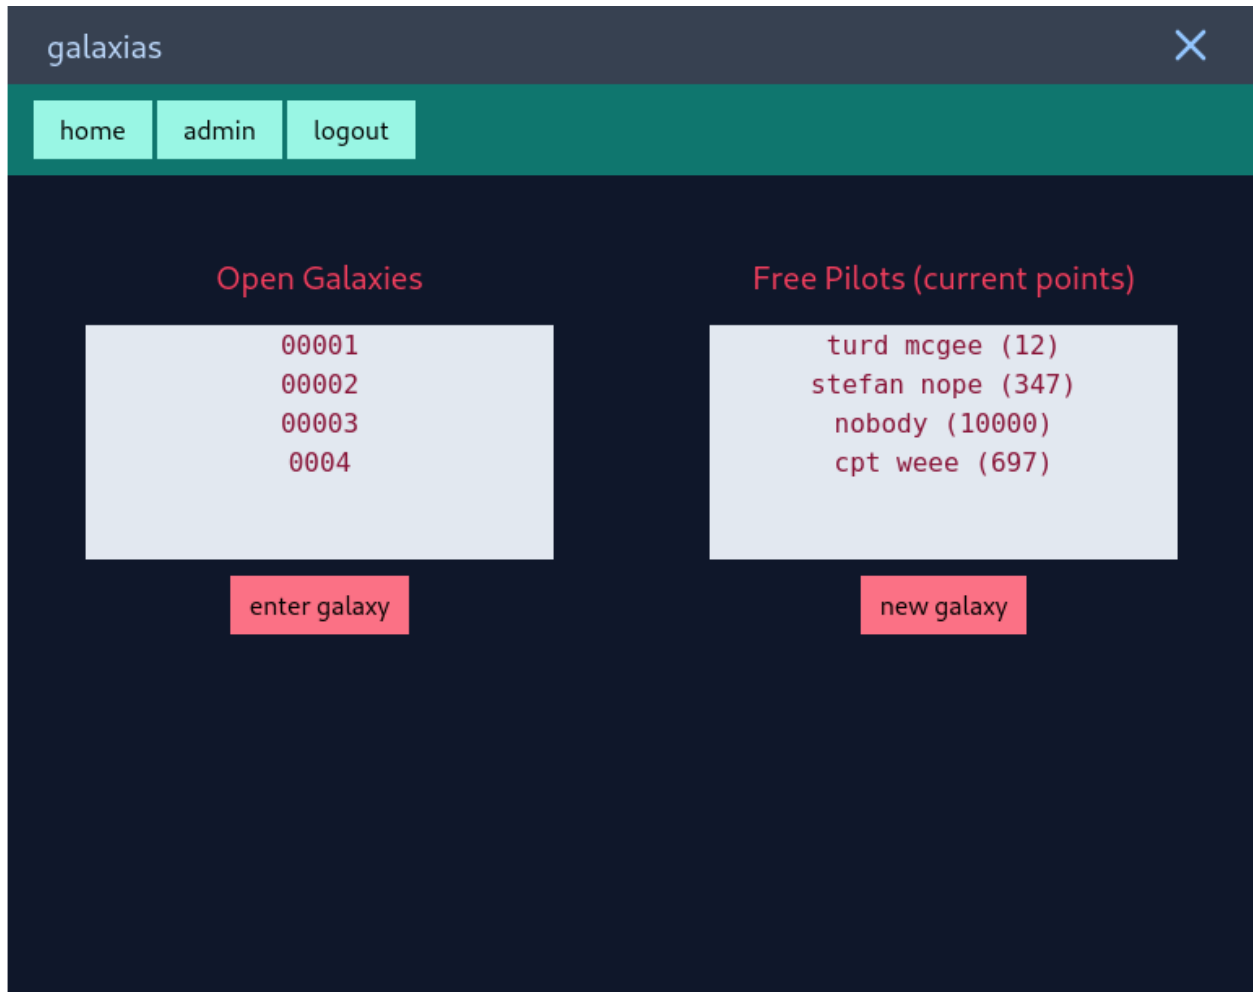 galaxias
home admin logout
Open Galaxies
00001
00002
00003
0004
enter galaxy
Free Pilots (current points)
turd mcgee (12)
stefan nope (347)
nobody (10000)
cpt weee (697)
new galaxy